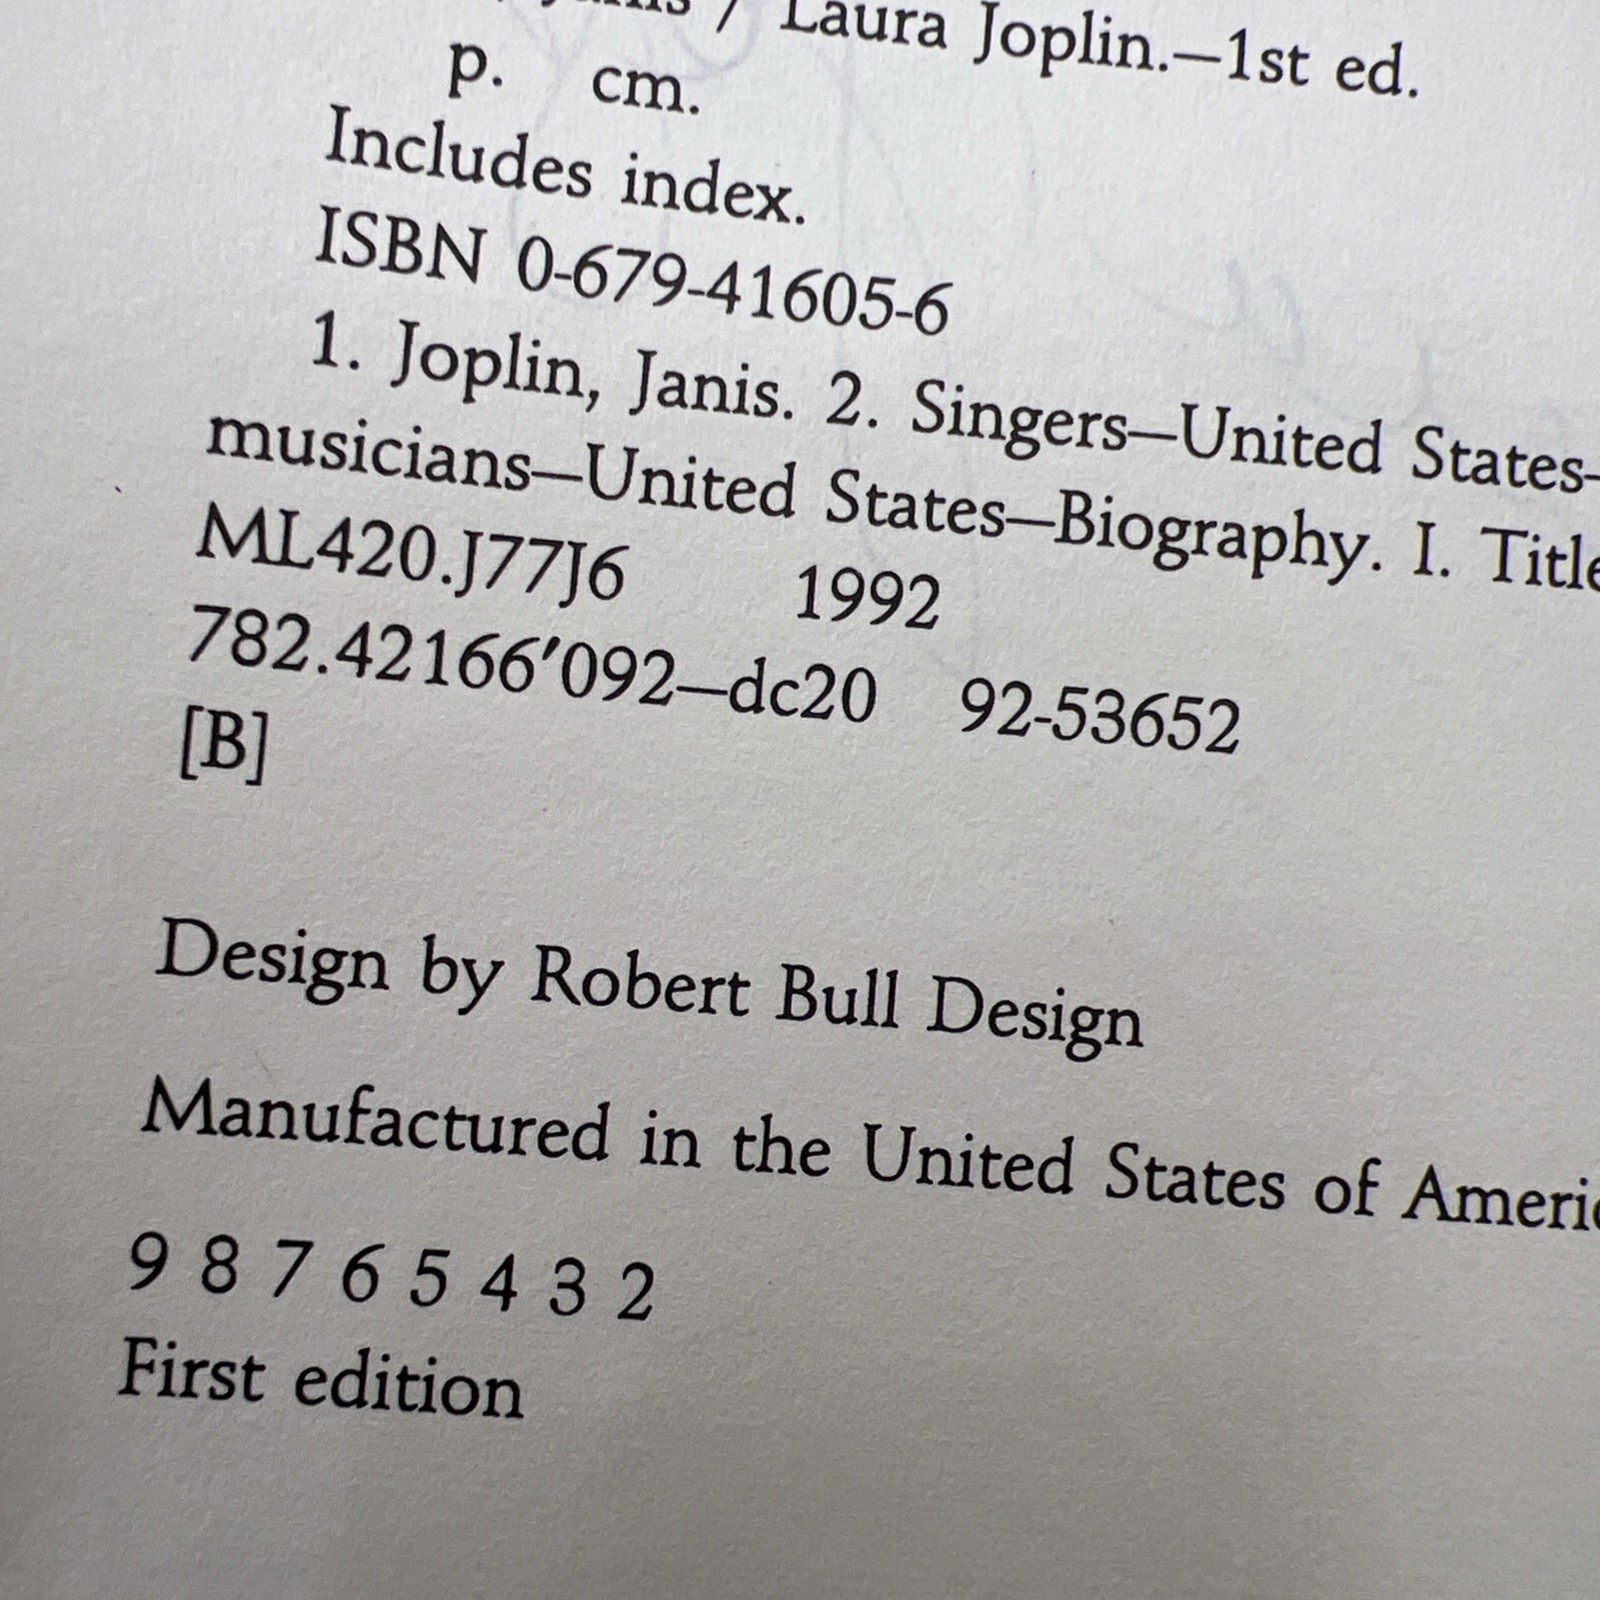 / Laura Joplin.—1st ed.
p. cm.
Includes index.
ISBN 0-679-41605-6
1. Joplin, Janis. 2. Singers—United States-
musicians—United States—Biography. I. Title
ML420.J77J6 1992
782.42166′092—dc20 92-53652
[B]
Design by Robert Bull Design
Manufactured in the United States of Americ
9 8 7 6 5 4 3 2
First edition